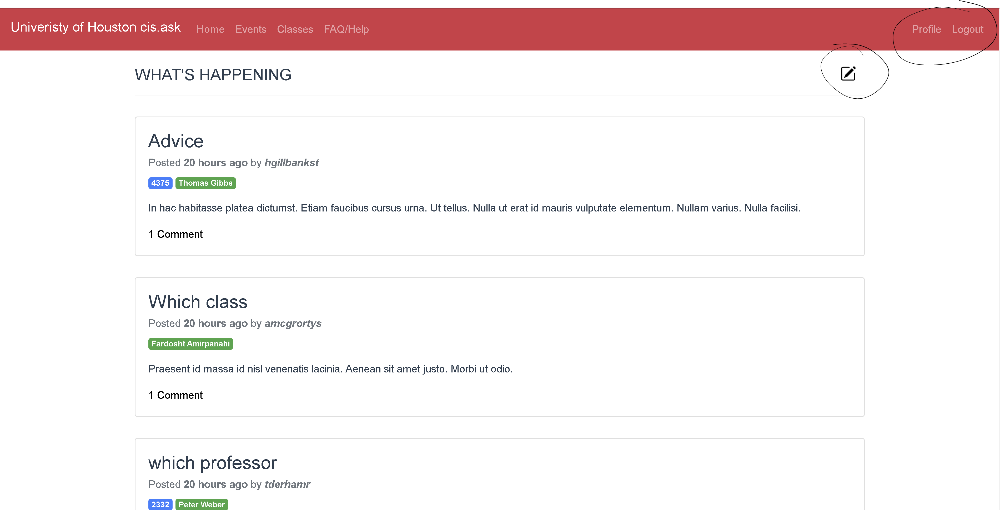 Univeristy of Houston cis.ask Home Events Classes FAQ/Help Profile Logout
WHAT'S HAPPENING
Advice
Posted 20 hours ago by hgillbankst
4375 Thomas Gibbs
In hac habitasse platea dictumst. Etiam faucibus cursus urna. Ut tellus. Nulla ut erat id mauris vulputate elementum. Nullam varius. Nulla facilisi.
1 Comment
Which class
Posted 20 hours ago by amcgrortys
Fardosht Amirpanahi
Praesent id massa id nisl venenatis lacinia. Aenean sit amet justo. Morbi ut odio.
1 Comment
which professor
Posted 20 hours ago by tderhamr
2332 Peter Weber